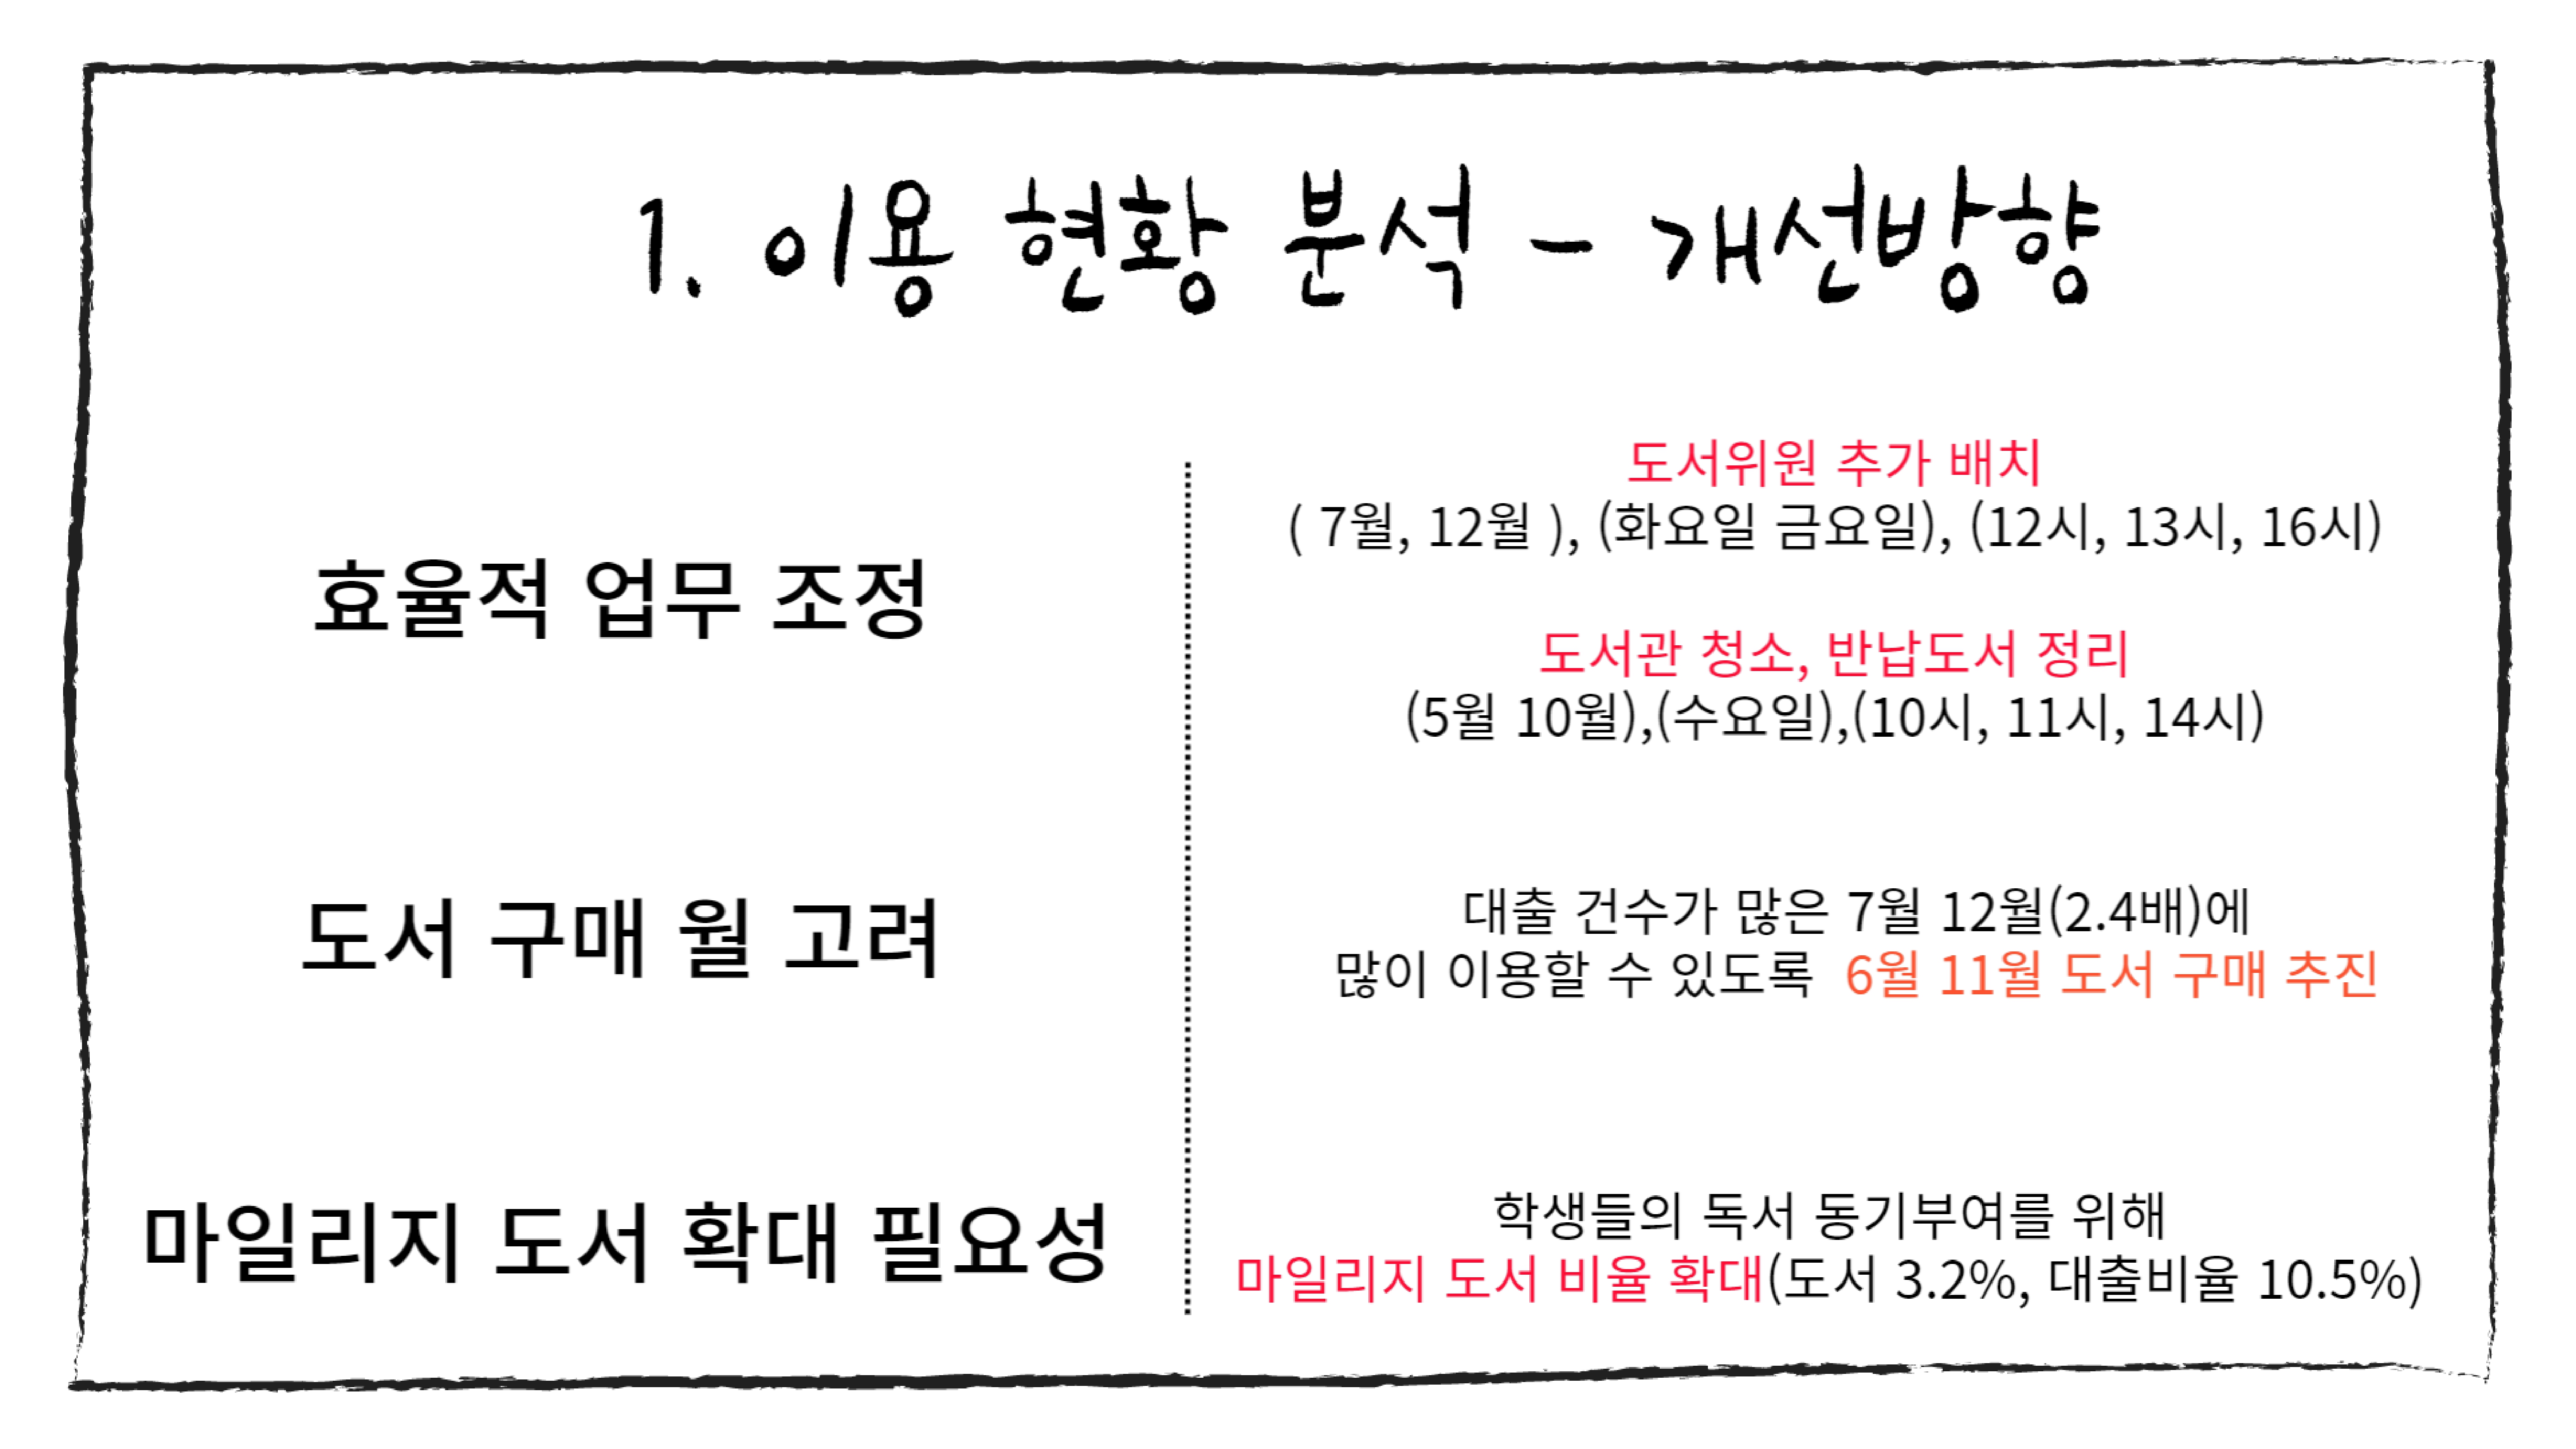 1. 이용 현황 분석 - 개선방향
효율적 업무 조정
도서위원 추가 배치
( 7월, 12월 ), (화요일 금요일), (12시, 13시, 16시)
도서관 청소, 반납도서 정리
(5월 10월),(수요일),(10시, 11시, 14시)
도서 구매 월 고려
대출 건수가 많은 7월 12월(2.4배)에
많이 이용할 수 있도록 6월 11월 도서 구매 추진
마일리지 도서 확대 필요성
학생들의 독서 동기부여를 위해
마일리지 도서 비율 확대(도서 3.2%, 대출비율 10.5%)